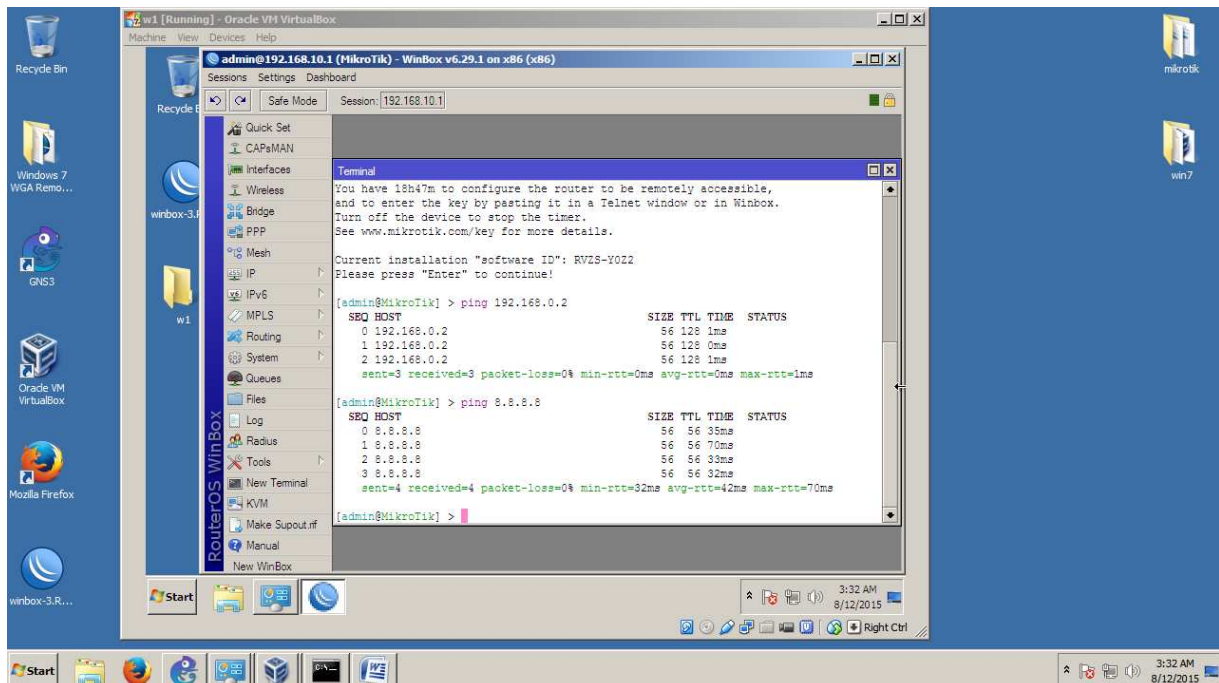 w1 [Running] - Oracle VM VirtualBox
Machine View Devices Help
Recycle Bin
Windows 7
WGA Remo...
GNS3
Oracle VM
VirtualBox
Mozilla Firefox
winbox-3.R...
mikrotik
win7
Recycle B
winbox-3.R
w1
admin@192.168.10.1 (MikroTik) - WinBox v6.29.1 on x86 (x86)
Sessions Settings Dashboard
Safe Mode Session: 192.168.10.1
Quick Set
CAPsMAN
Interfaces
Wireless
Bridge
PPP
Mesh
IP
IPv6
MPLS
Routing
System
Queues
Files
Log
Radius
Tools
New Terminal
KVM
Make Supout.rif
Manual
New WinBox
RouterOS WinBox
Terminal
You have 18h47m to configure the router to be remotely accessible,
and to enter the key by pasting it in a Telnet window or in Winbox.
Turn off the device to stop the timer.
See www.mikrotik.com/key for more details.
Current installation "software ID": RVZS-Y0Z2
Please press "Enter" to continue!
[admin@MikroTik] > ping 192.168.0.2
SEQ HOST SIZE TTL TIME STATUS
0 192.168.0.2 56 128 1ms
1 192.168.0.2 56 128 0ms
2 192.168.0.2 56 128 1ms
sent=3 received=3 packet-loss=0% min-rtt=0ms avg-rtt=0ms max-rtt=1ms
[admin@MikroTik] > ping 8.8.8.8
SEQ HOST SIZE TTL TIME STATUS
0 8.8.8.8 56 56 35ms
1 8.8.8.8 56 56 70ms
2 8.8.8.8 56 56 33ms
3 8.8.8.8 56 56 32ms
sent=4 received=4 packet-loss=0% min-rtt=32ms avg-rtt=42ms max-rtt=70ms
[admin@MikroTik] >
Start
3:32 AM
8/12/2015
Right Ctrl
Start
3:32 AM
8/12/2015